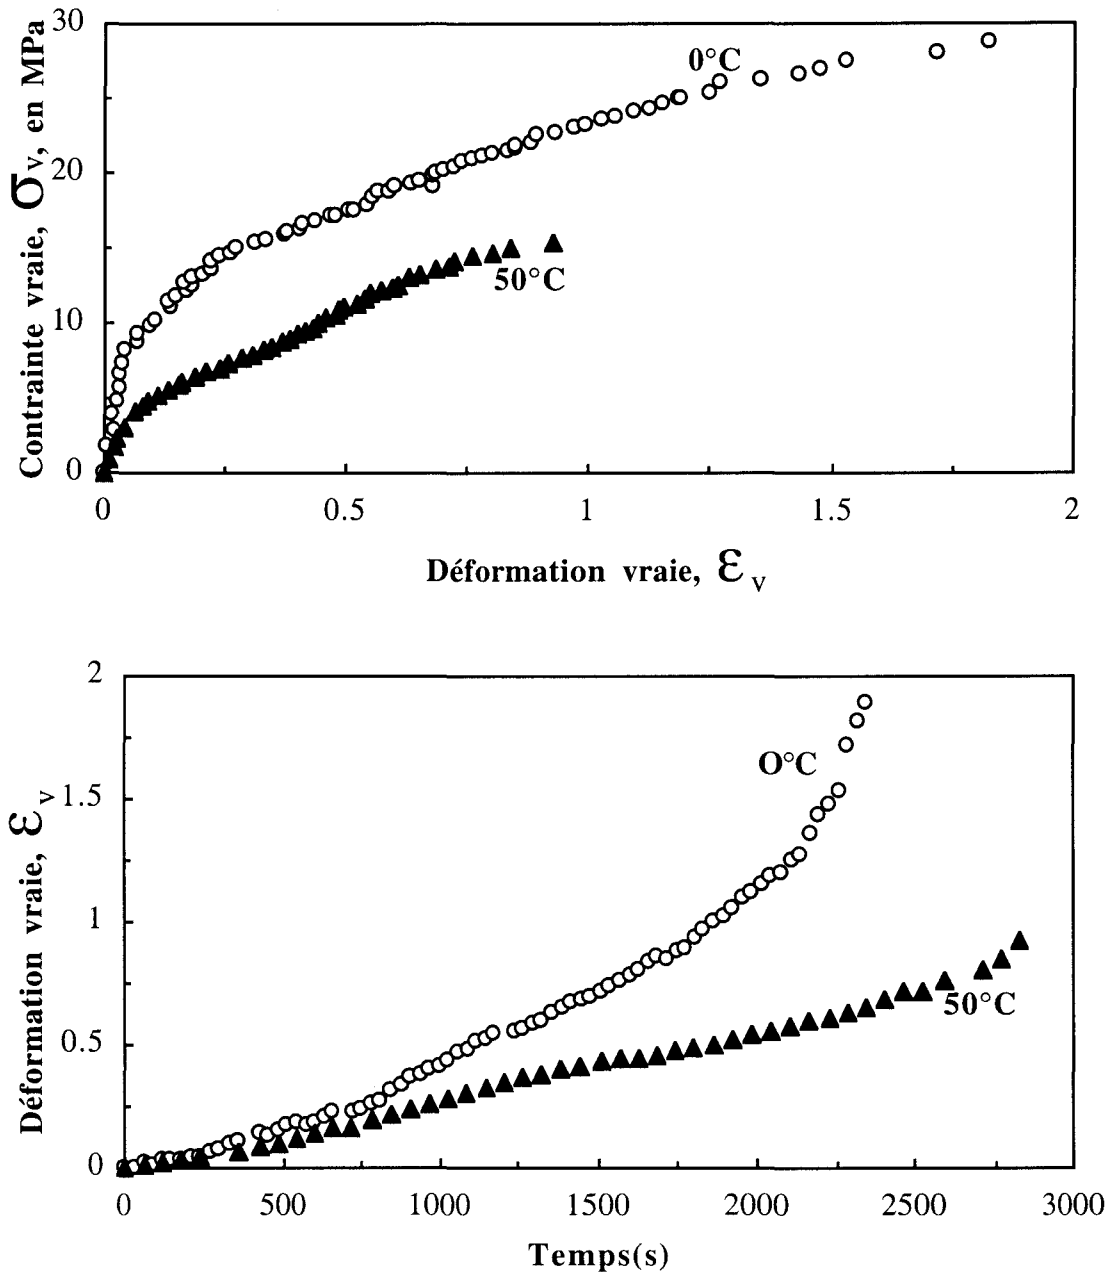 30
20
10
0
Contrainte vraie, σv, en MPa
0°C
50°C
0 0.5 1 1.5 2
Déformation vraie, εv
2
1.5
1
0.5
0
Déformation vraie, εv
O°C
50°C
0 500 1000 1500 2000 2500 3000
Temps(s)